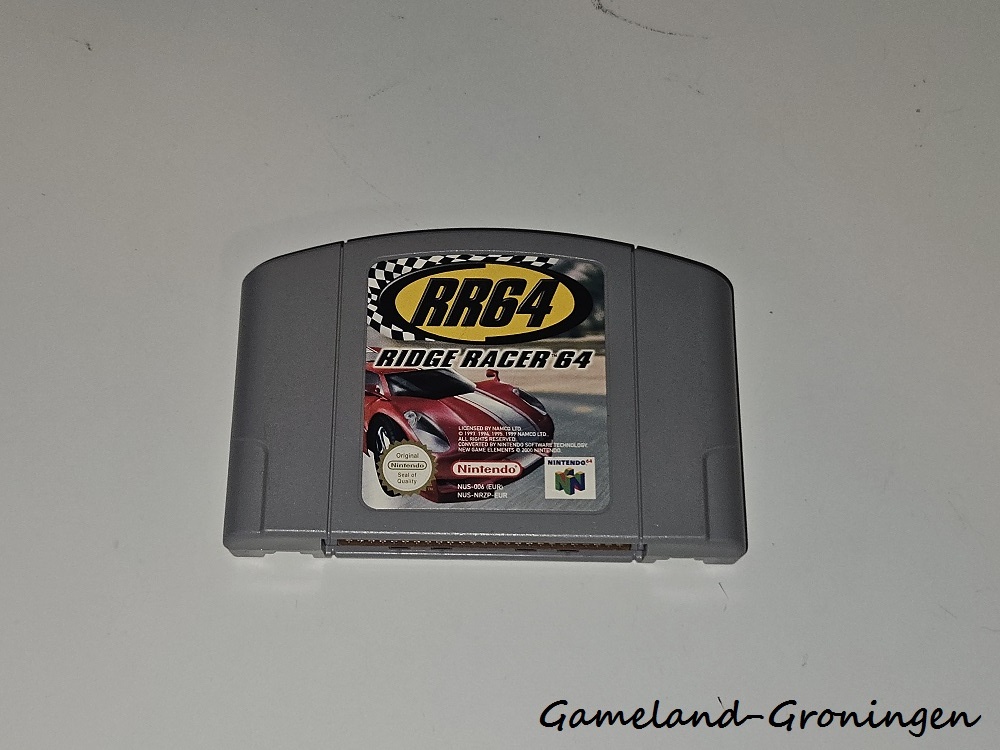 RR64
RIDGE RACER™64
LICENSED BY NAMCO LTD.
© 1993, 1994, 1995, 1999 NAMCO LTD.,
ALL RIGHTS RESERVED.
CONVERTED BY NINTENDO SOFTWARE TECHNOLOGY.
NEW GAME ELEMENTS © 2000 NINTENDO.
Original
Nintendo
Seal of
Quality
Nintendo
NUS-006 (EUR)
NUS-NRZP-EUR
NINTENDO64
Gameland-Groningen